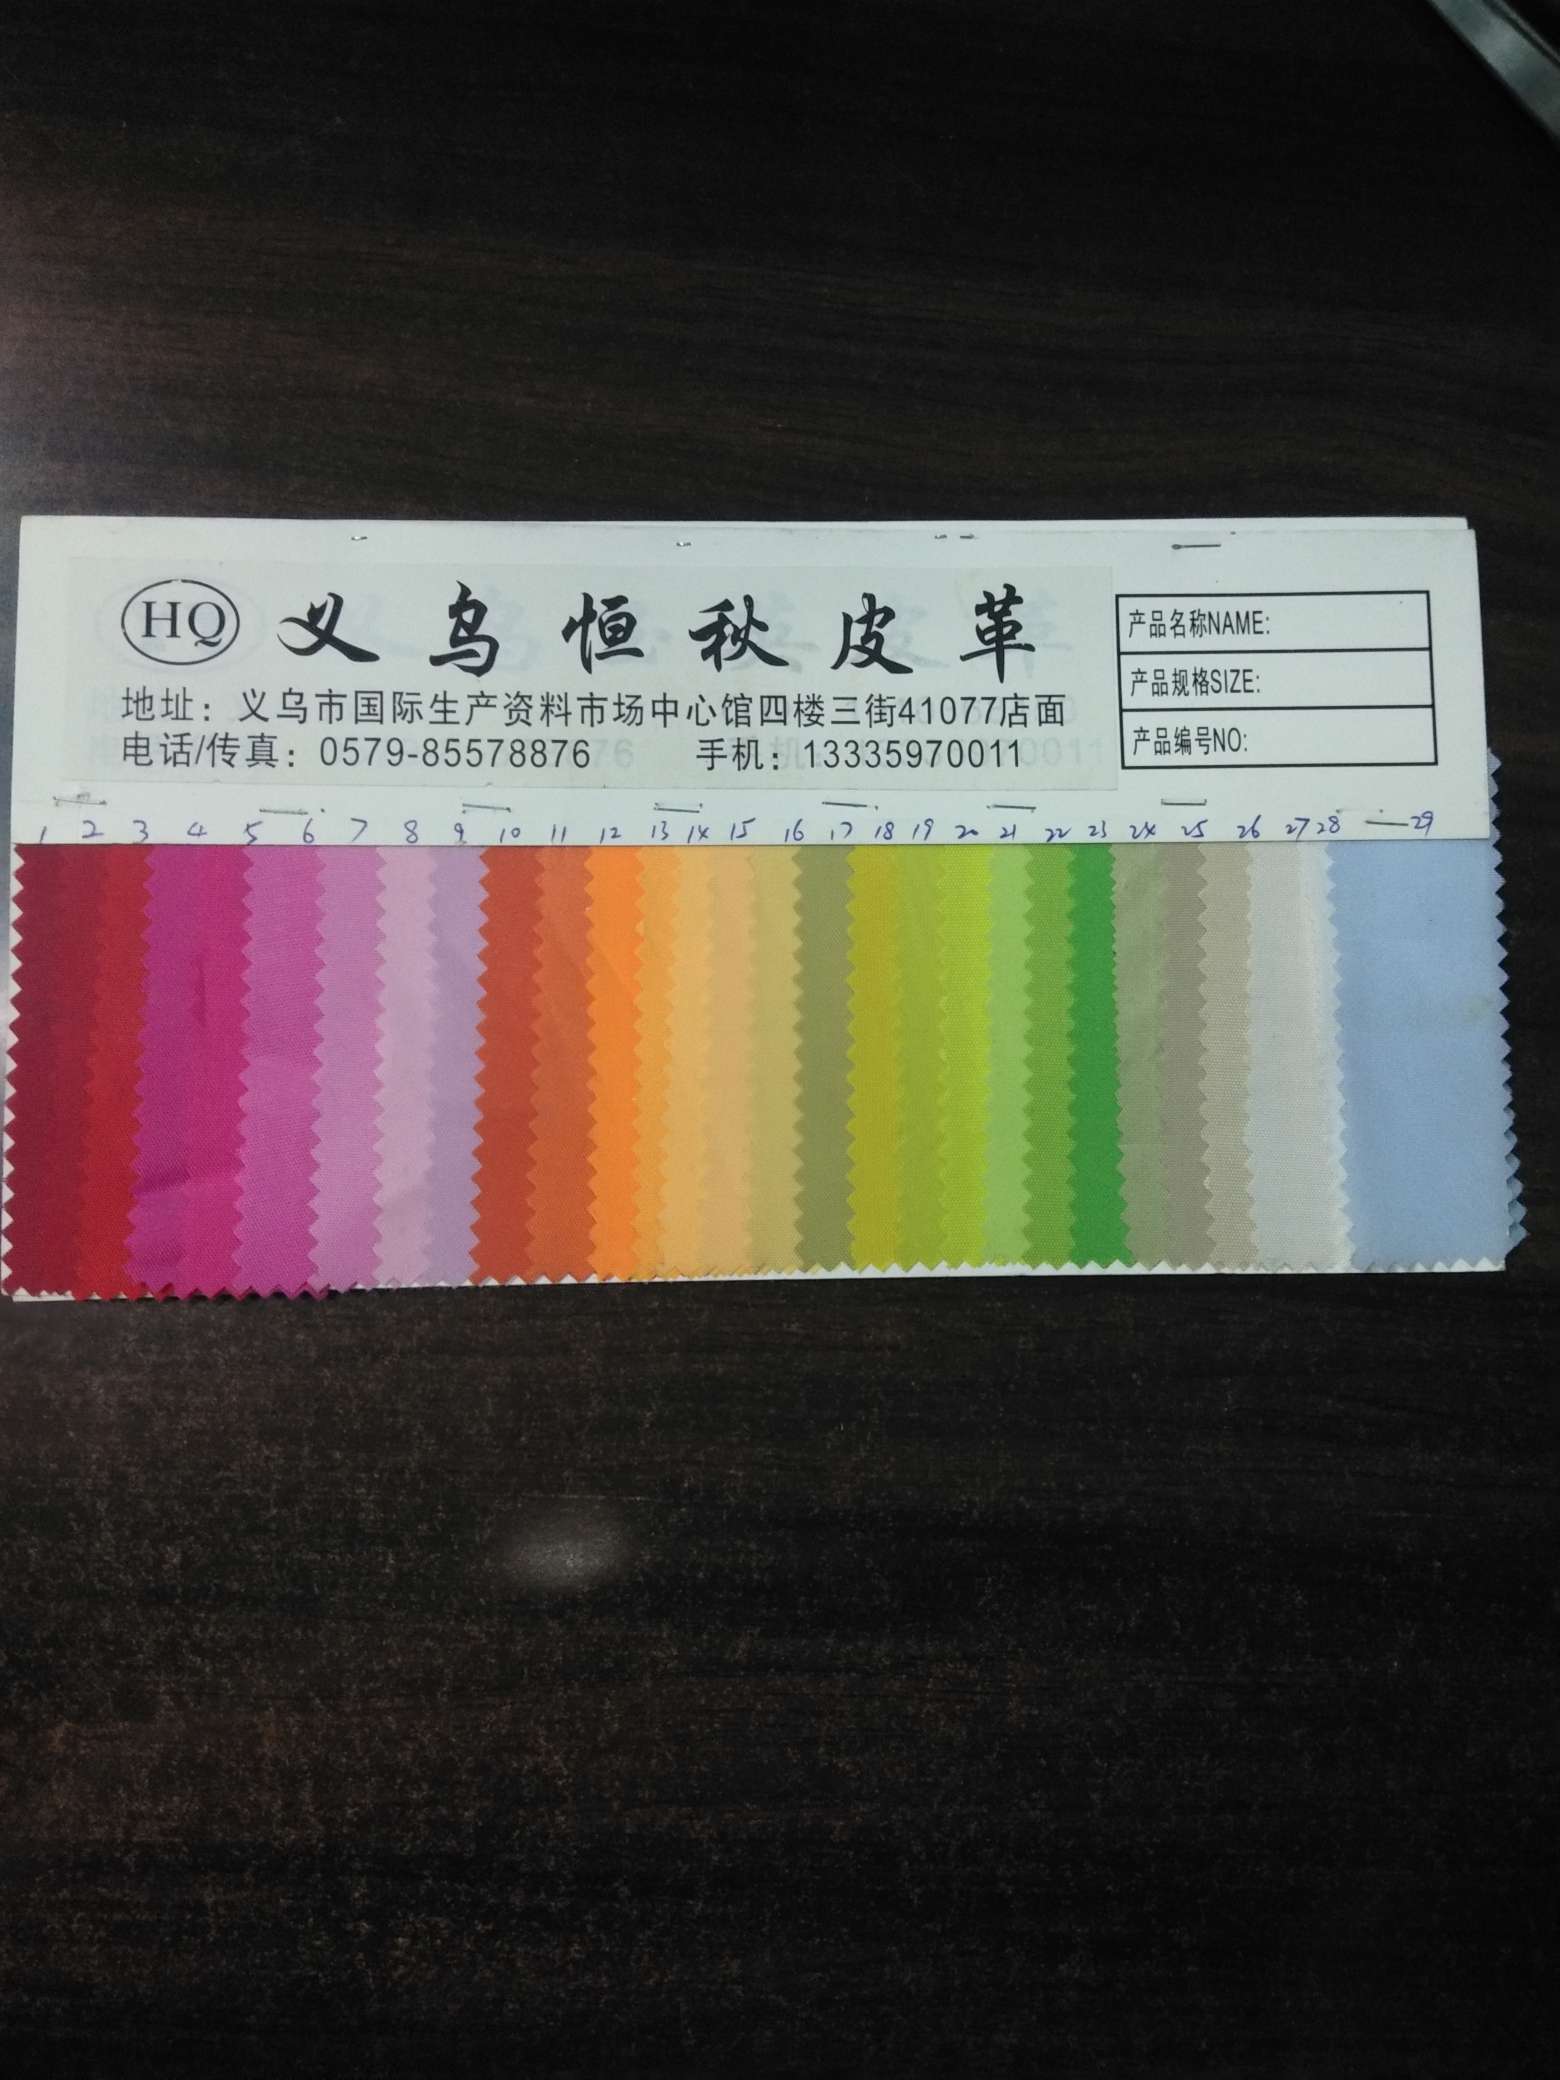 HQ 义乌恒秋皮革
地址：义乌市国际生产资料市场中心馆四楼三街41077店面
电话/传真：0579-85578876 手机：13335970011
产品名称NAME:
产品规格SIZE:
产品编号NO:
1 2 3 4 5 6 7 8 9 10 11 12 13 14 15 16 17 18 19 20 21 22 23 24 25 26 27 28 29